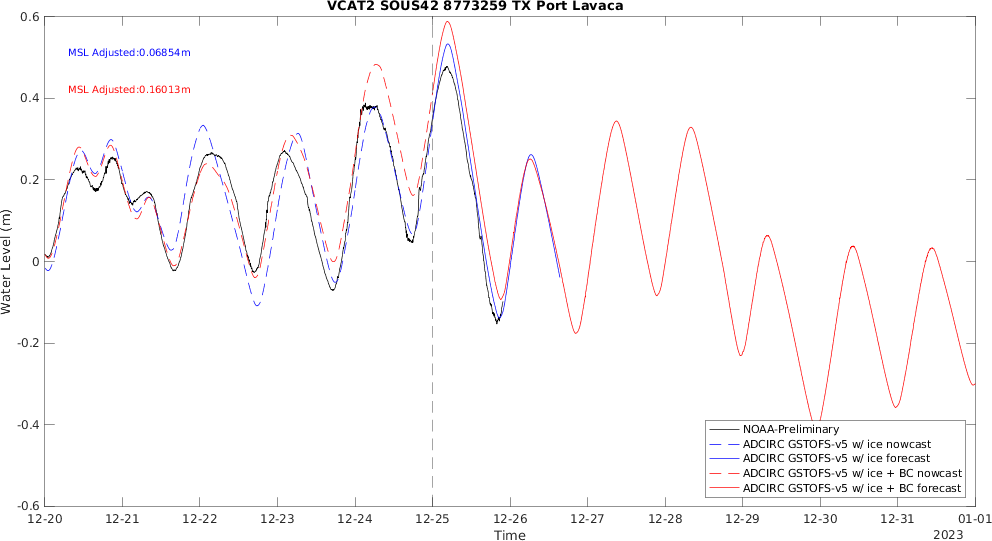 VCAT2 SOUS42 8773259 TX Port Lavaca
MSL Adjusted:0.06854m
MSL Adjusted:0.16013m
Water Level (m)
0.6
0.4
0.2
0
-0.2
-0.4
-0.6
NOAA-Preliminary
ADCIRC GSTOFS-v5 w/ ice nowcast
ADCIRC GSTOFS-v5 w/ ice forecast
ADCIRC GSTOFS-v5 w/ ice + BC nowcast
ADCIRC GSTOFS-v5 w/ ice + BC forecast
12-20 12-21 12-22 12-23 12-24 12-25 12-26 12-27 12-28 12-29 12-30 12-31 01-01
Time
2023